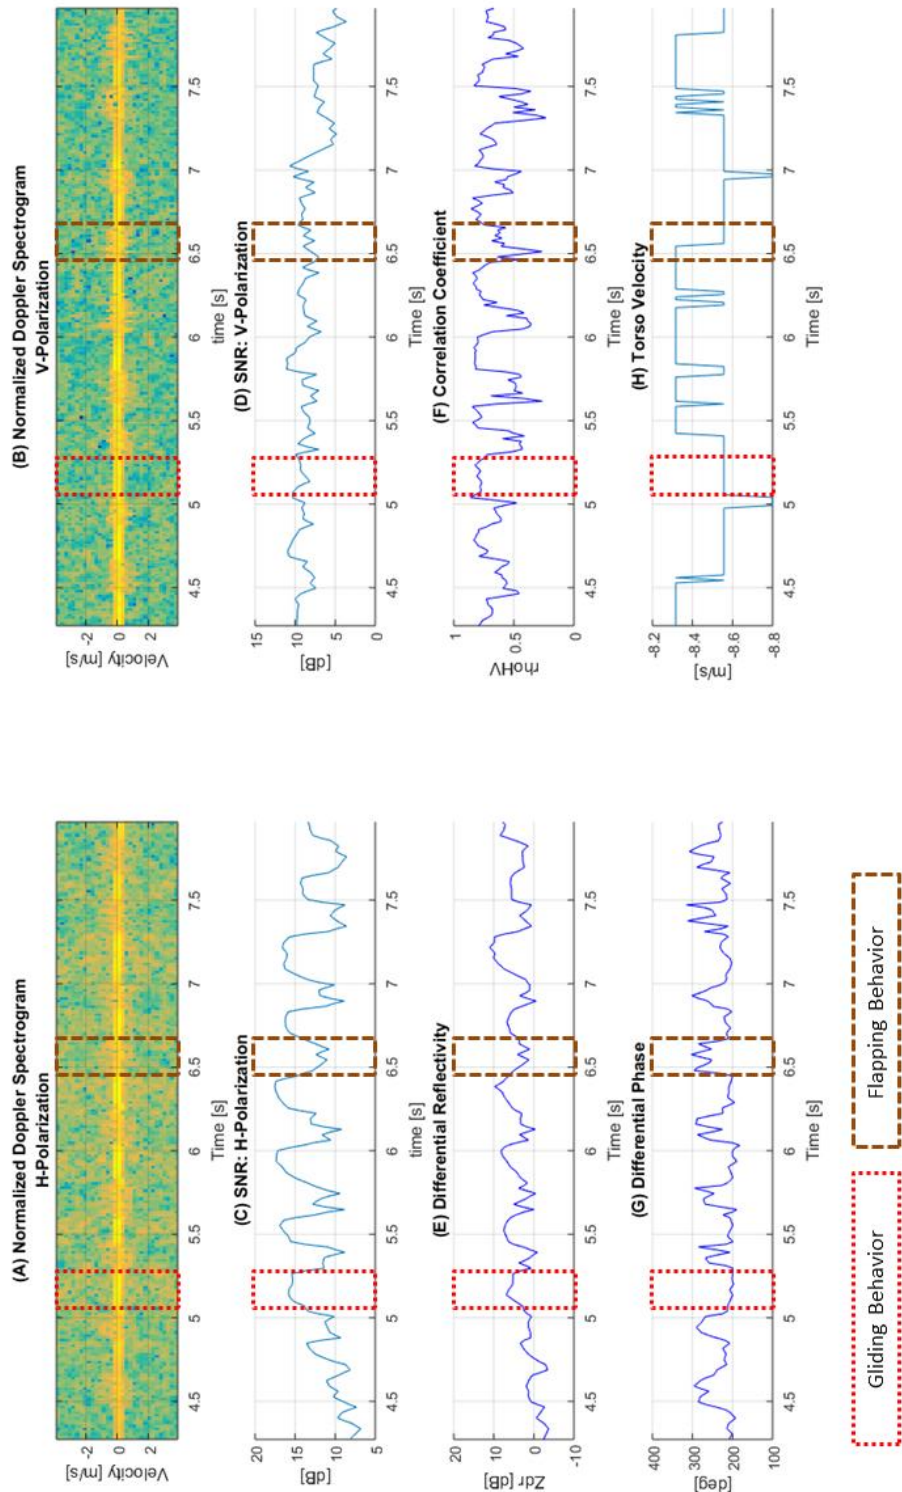 (A) Normalized Doppler Spectrogram
H-Polarization
Velocity [m/s]
-2
0
2
4.5 5 5.5 6 6.5 7 7.5
Time [s]
(B) Normalized Doppler Spectrogram
V-Polarization
Velocity [m/s]
-2
0
2
4.5 5 5.5 6 6.5 7 7.5
time [s]
(C) SNR: H-Polarization
[dB]
20
15
10
5
4.5 5 5.5 6 6.5 7 7.5
time [s]
(D) SNR: V-Polarization
[dB]
15
10
5
0
4.5 5 5.5 6 6.5 7 7.5
Time [s]
(E) Differential Reflectivity
Zdr [dB]
20
0
-10
4.5 5 5.5 6 6.5 7 7.5
Time [s]
(F) Correlation Coefficient
rhoHV
1
0.5
0
4.5 5 5.5 6 6.5 7 7.5
Time [s]
(G) Differential Phase
[deg]
400
300
200
100
4.5 5 5.5 6 6.5 7 7.5
Time [s]
(H) Torso Velocity
[m/s]
-8.2
-8.4
-8.6
-8.8
4.5 5 5.5 6 6.5 7 7.5
Time [s]
Gliding Behavior
Flapping Behavior